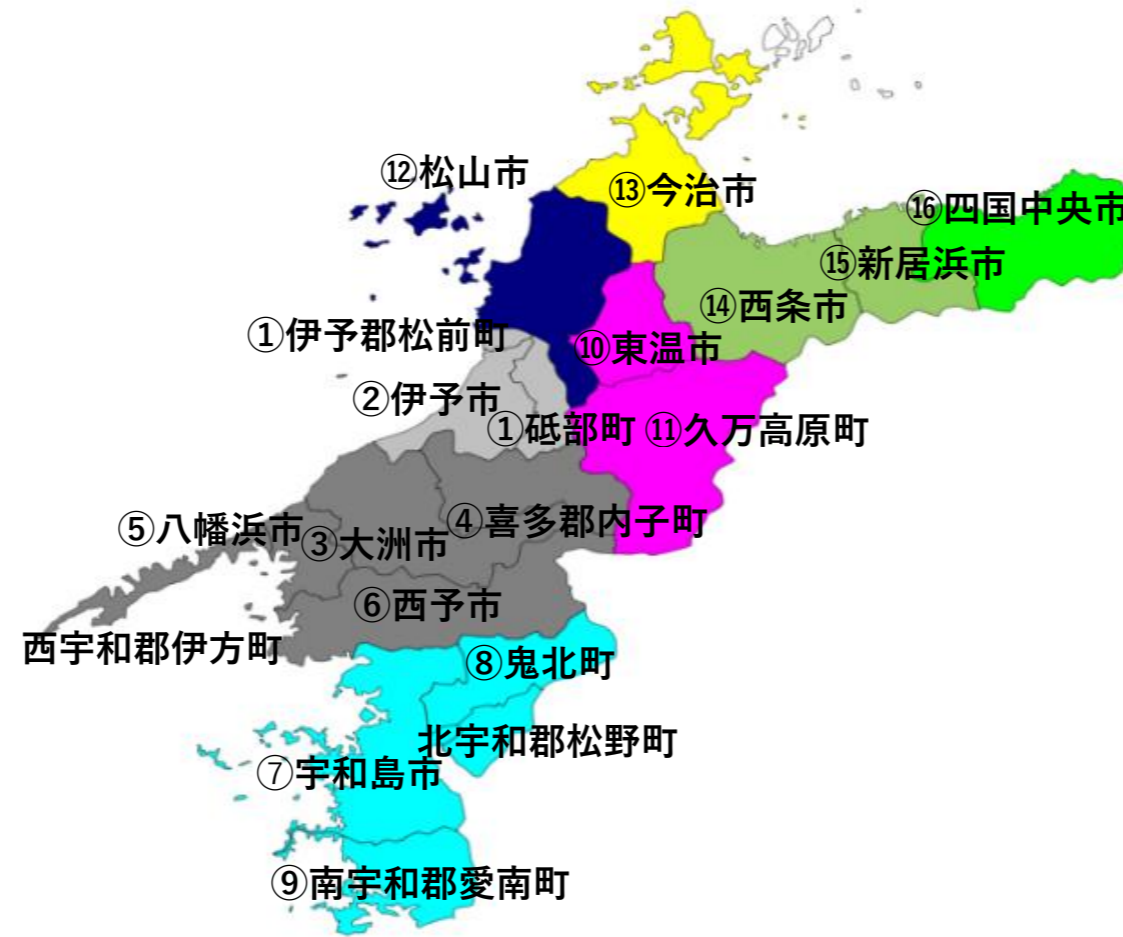 ⑫松山市
⑬今治市
⑯四国中央市
⑮新居浜市
⑭西条市
①伊予郡松前町
⑩東温市
②伊予市
①砥部町
⑪久万高原町
⑤八幡浜市
④喜多郡内子町
③大洲市
⑥西予市
西宇和郡伊方町
⑧鬼北町
北宇和郡松野町
⑦宇和島市
⑨南宇和郡愛南町